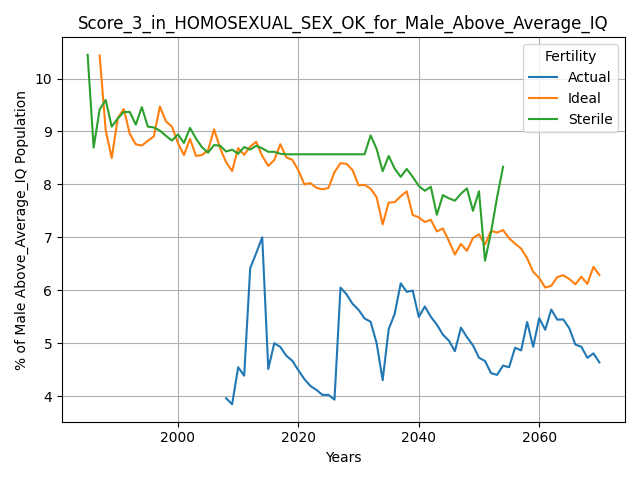 Score_3_in_HOMOSEXUAL_SEX_OK_for_Male_Above_Average_IQ
Fertility
Actual
Ideal
Sterile
% of Male Above_Average_IQ Population
10
9
8
7
6
5
4
2000
2020
2040
2060
Years